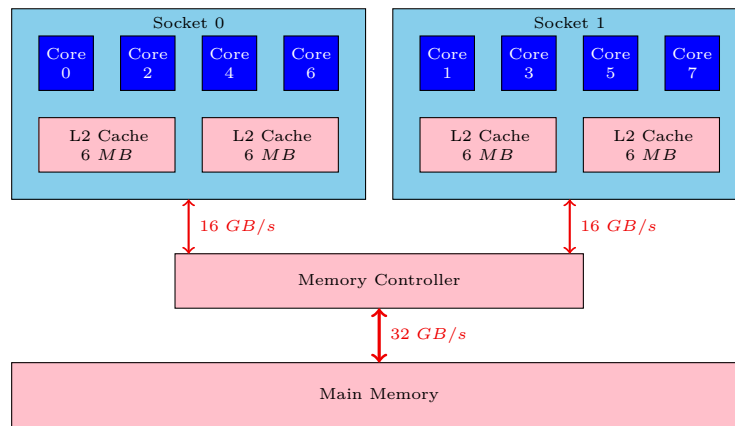 Socket 0
Socket 1
Core
0
Core
2
Core
4
Core
6
Core
1
Core
3
Core
5
Core
7
L2 Cache
6 MB
L2 Cache
6 MB
L2 Cache
6 MB
L2 Cache
6 MB
16 GB/s
16 GB/s
Memory Controller
32 GB/s
Main Memory